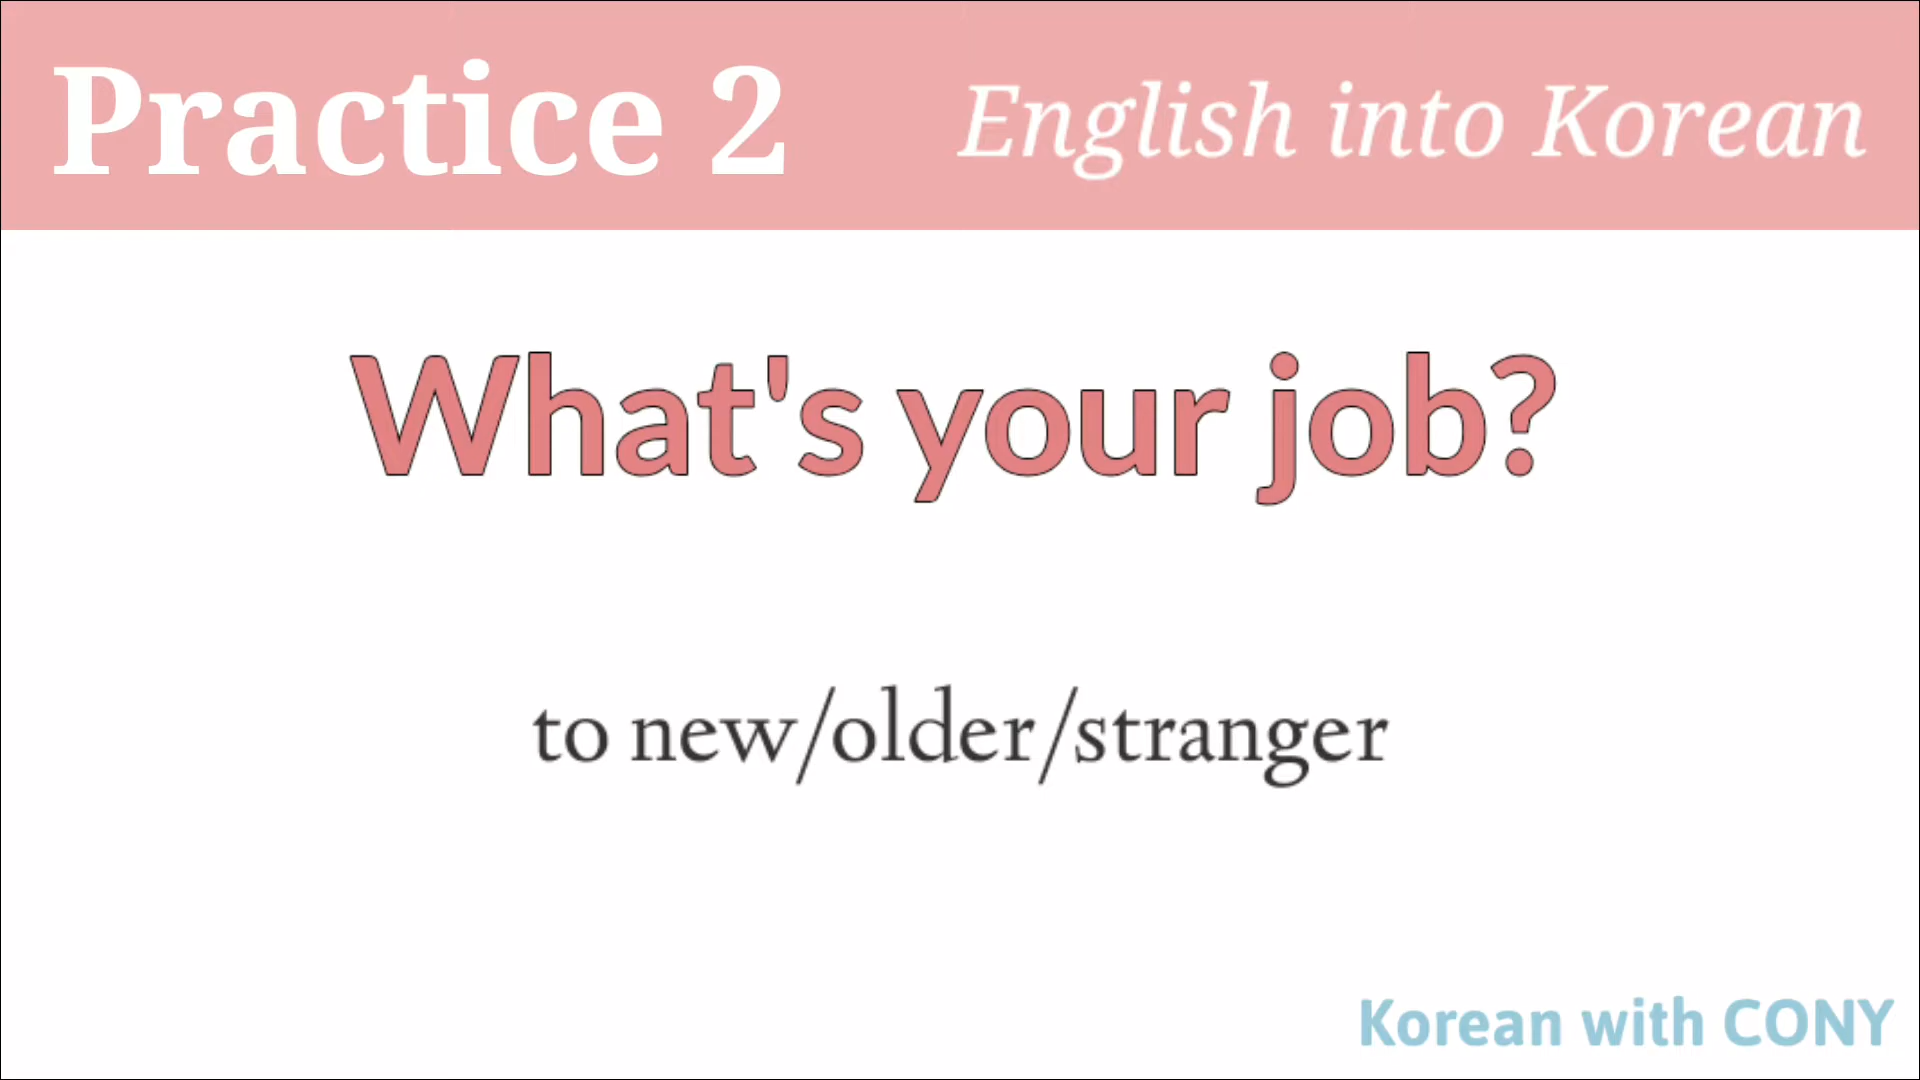 Practice 2 English into Korean
What's your job?
to new/older/stranger
Korean with CONY